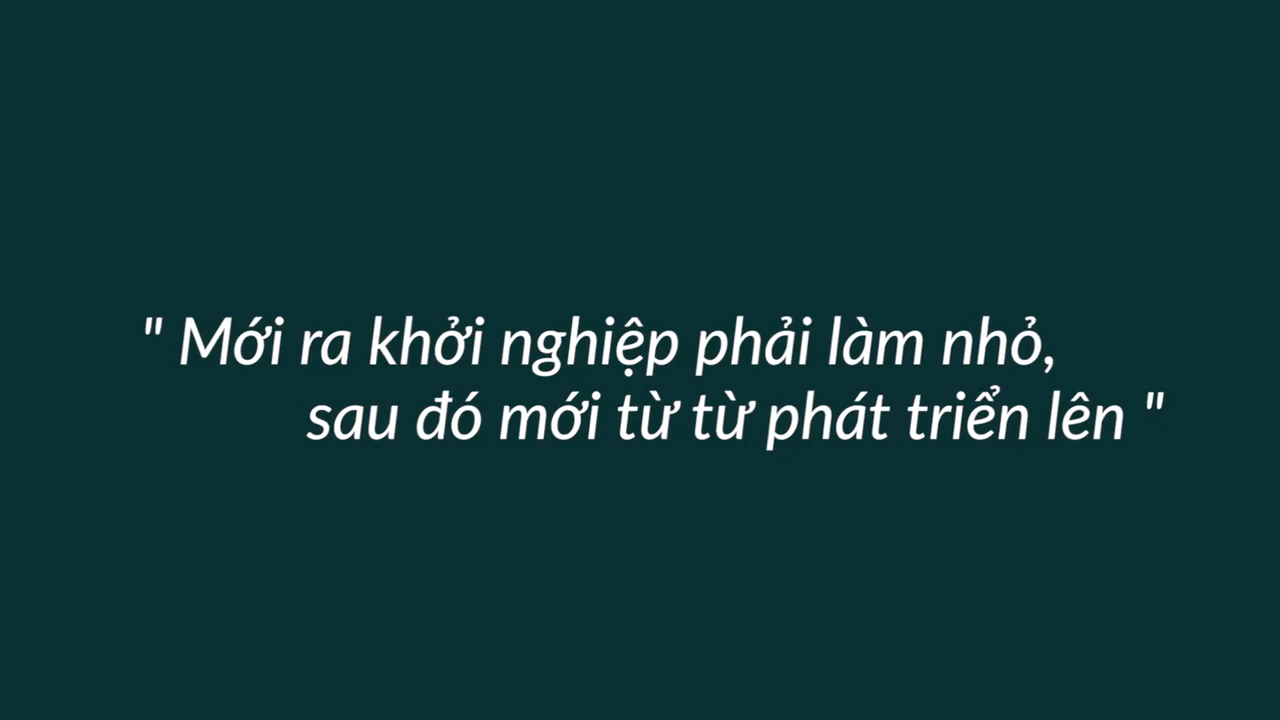 " Mới ra khởi nghiệp phải làm nhỏ,
sau đó mới từ từ phát triển lên "